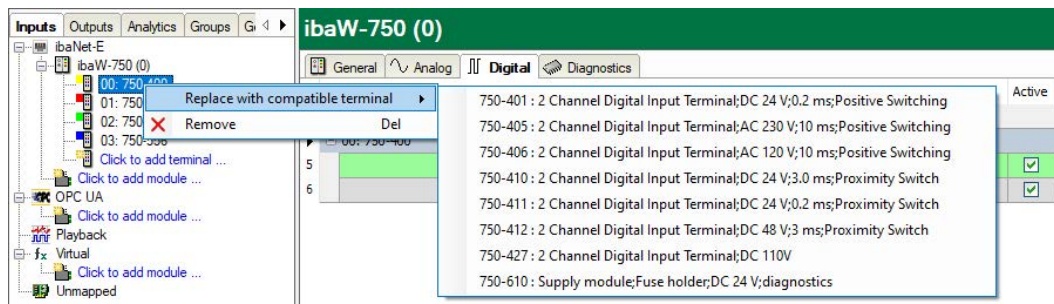 Inputs Outputs Analytics Groups
ibaW-750 (0)
ibaNet-E
ibaW-750 (0)
00: 750-400
01: 750
02: 750
03: 750-556
Click to add terminal ...
Click to add module ...
OPC UA
Click to add module ...
Playback
fx Virtual
Click to add module ...
Unmapped
Replace with compatible terminal
Remove Del
General Analog Digital Diagnostics
Active
00: 750-400
5
6
750-401 : 2 Channel Digital Input Terminal;DC 24 V;0.2 ms;Positive Switching
750-405 : 2 Channel Digital Input Terminal;AC 230 V;10 ms;Positive Switching
750-406 : 2 Channel Digital Input Terminal;AC 120 V;10 ms;Positive Switching
750-410 : 2 Channel Digital Input Terminal;DC 24 V;3.0 ms;Proximity Switch
750-411 : 2 Channel Digital Input Terminal;DC 24 V;0.2 ms;Proximity Switch
750-412 : 2 Channel Digital Input Terminal;DC 48 V;3 ms;Proximity Switch
750-427 : 2 Channel Digital Input Terminal;DC 110V
750-610 : Supply module;Fuse holder;DC 24 V;diagnostics